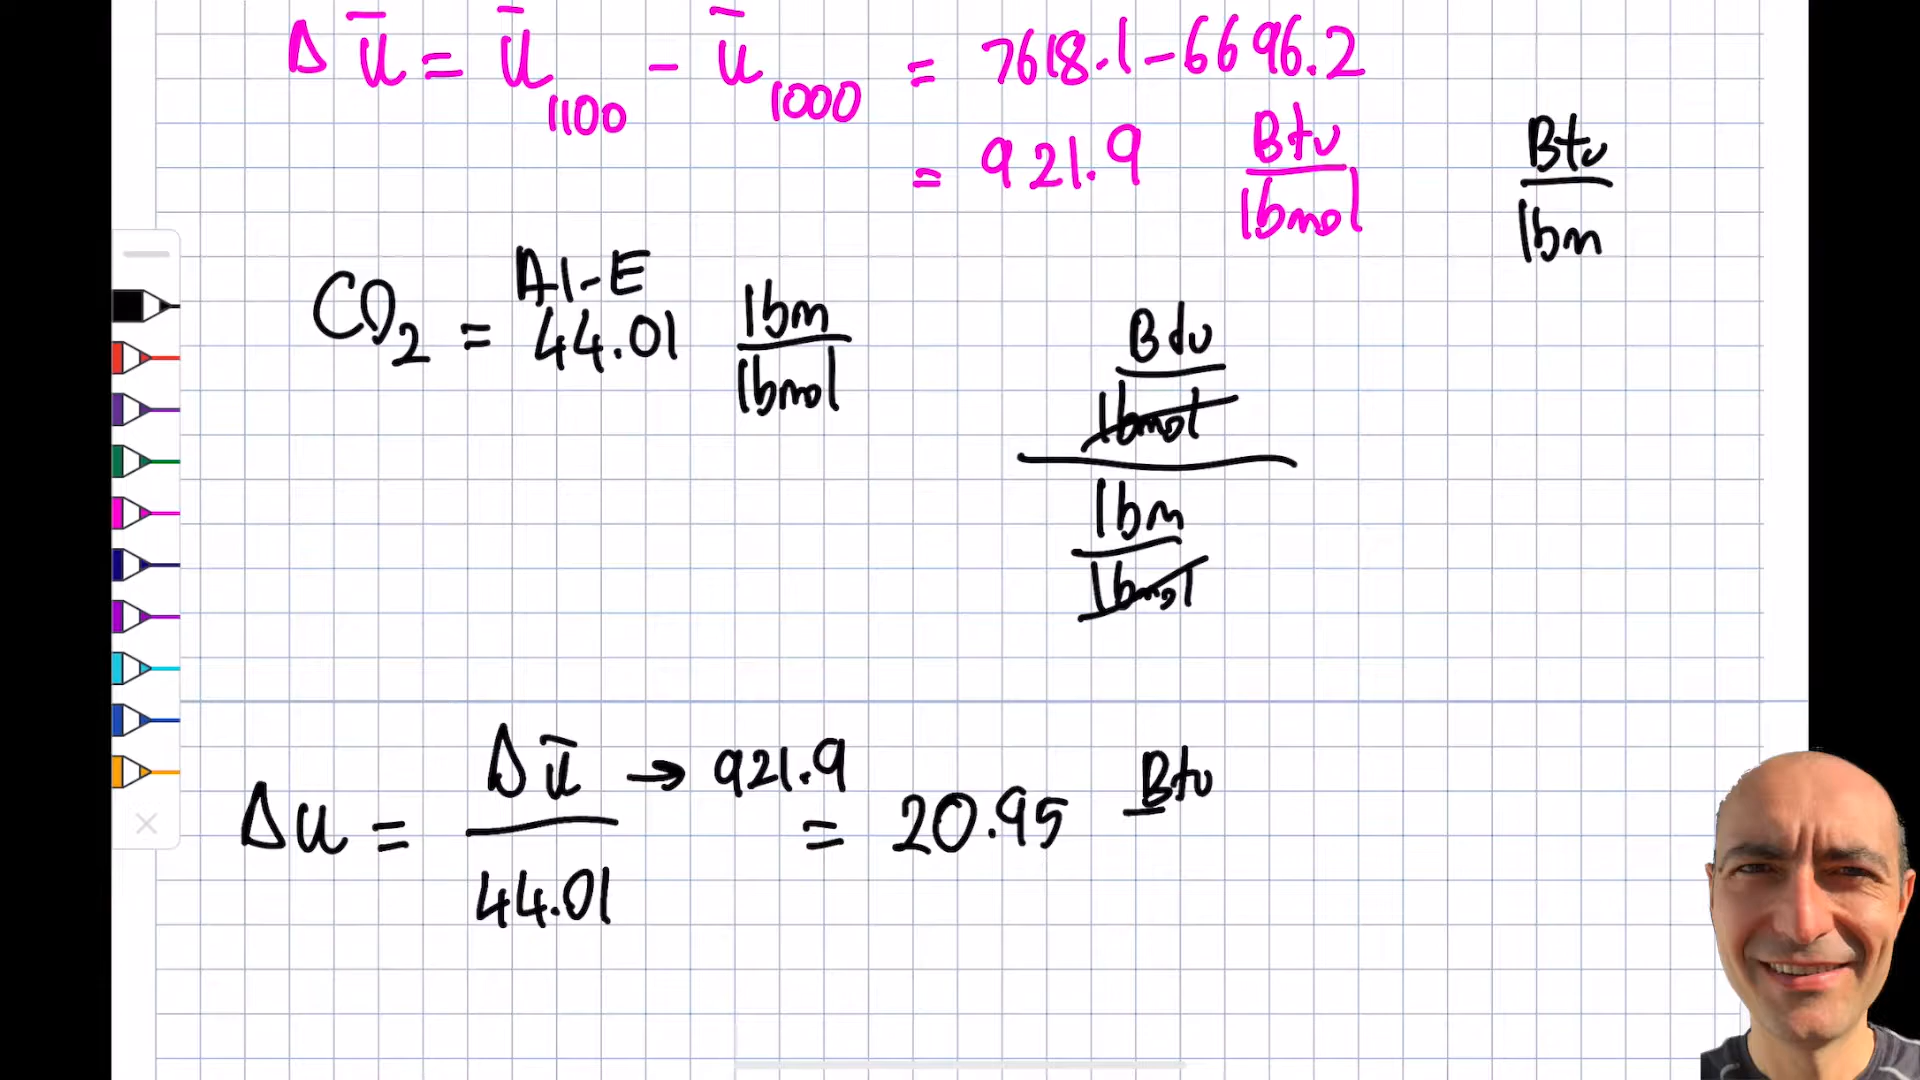 Δ ū = ū1100 - ū1000 = 7618.1-6696.2
= 921.9 Btu/lbmol
Btu/lbm
A1-E
CO2 = 44.01 lbm/lbmol
Btu
lbmol
lbm
lbmol
Δu = Δū/44.01 → 921.9 = 20.95 Btu